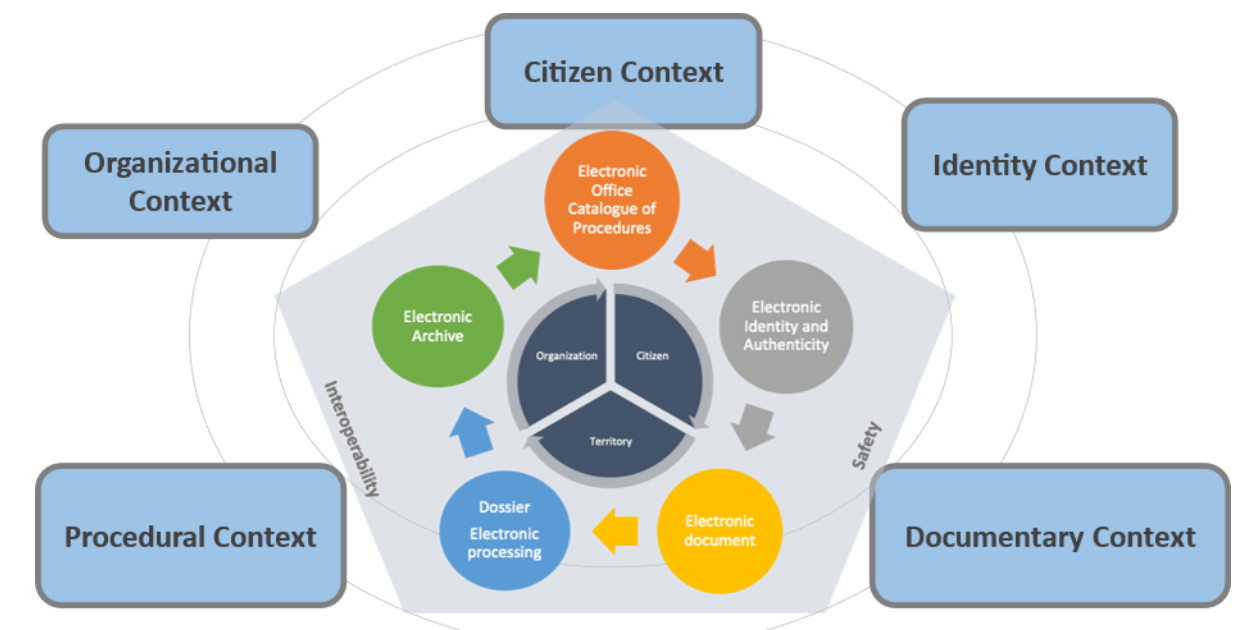 Citizen Context
Organizational
Context
Identity Context
Electronic
Office
Catalogue of
Procedures
Electronic
Archive
Electronic
Identity and
Authenticity
Organization
Citizen
Territory
Interoperability
Safety
Dossier
Electronic
processing
Electronic
document
Procedural Context
Documentary Context